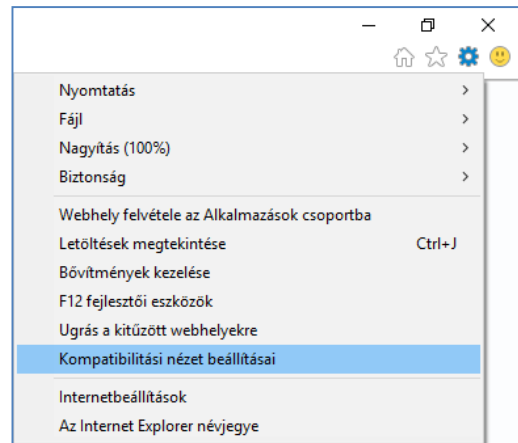 Nyomtatás
Fájl
Nagyítás (100%)
Biztonság
Webhely felvétele az Alkalmazások csoportba
Letöltések megtekintése Ctrl+J
Bővítmények kezelése
F12 fejlesztői eszközök
Ugrás a kitűzött webhelyekre
Kompatibilitási nézet beállításai
Internetbeállítások
Az Internet Explorer névjegye